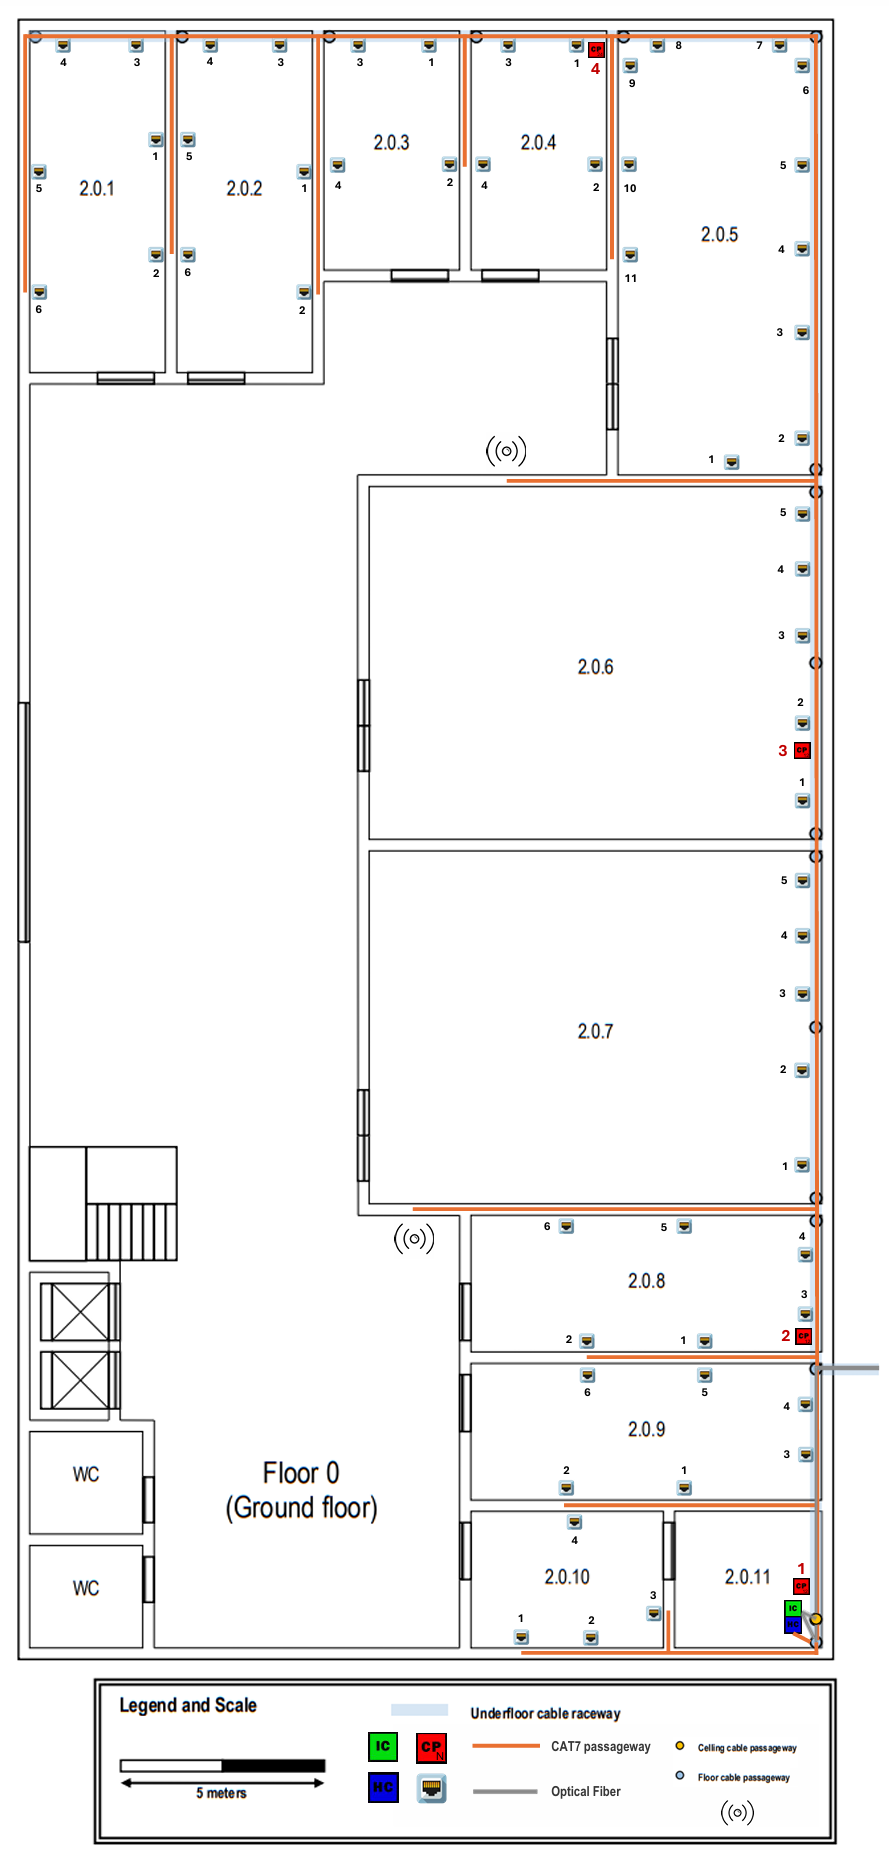 4 3 4 3 3 1 3 1 CP 4 8 7
9 6
1 5 2.0.3 2.0.4
5 2.0.1 2.0.2 1 4 2 4 2 10 5
2.0.5
2 6 11 4
6 2
3
2
1
5
4
3
2.0.6
2
3 CP
1
5
4
3
2.0.7
2
1
6 5 4
2.0.8
3
2 1 2 CP
6 5 4
2.0.9
3
2 1
WC
Floor 0
(Ground floor)
4
2.0.10 2.0.11 1
CP
WC
3 IC
1 2 HC
Legend and Scale
Underfloor cable raceway
IC CP N
CAT7 passageway
Celling cable passageway
5 meters
HC
Optical Fiber
Floor cable passageway